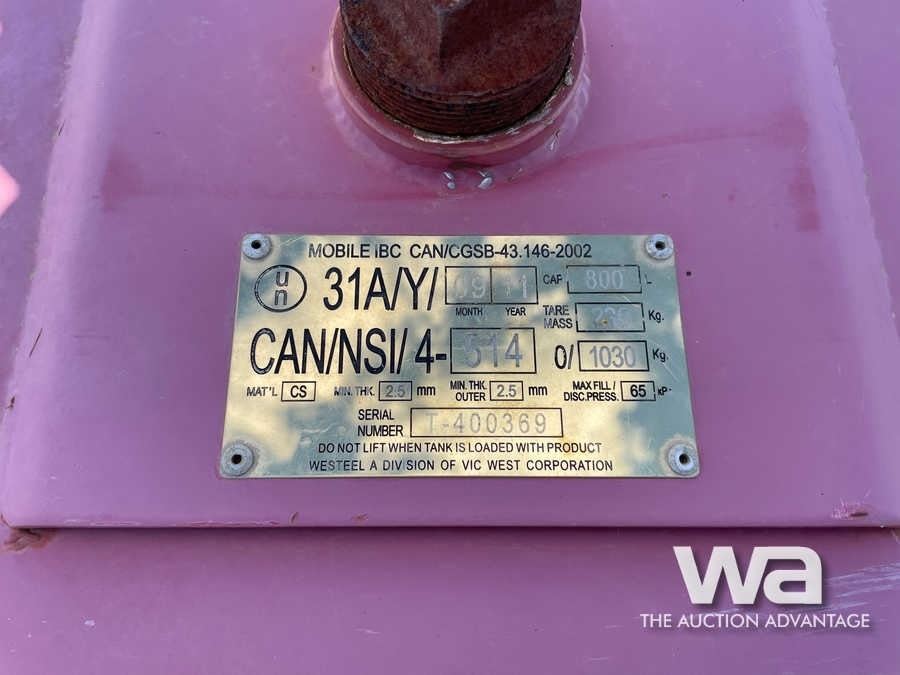 MOBILE IBC CAN/CGSB-43.146-2002
un 31A/Y/ 09 11 CAP 800 L
MONTH YEAR TARE MASS Kg.
CAN/NSI/ 4- 514 0/ 1030 Kg.
MAT'L CS MIN. THK. 2.5 mm MIN. THK. OUTER 2.5 mm MAX FILL / DISC.PRESS. 65 kP
SERIAL NUMBER T-400369
DO NOT LIFT WHEN TANK IS LOADED WITH PRODUCT
WESTEEL A DIVISION OF VIC WEST CORPORATION
wa
THE AUCTION ADVANTAGE